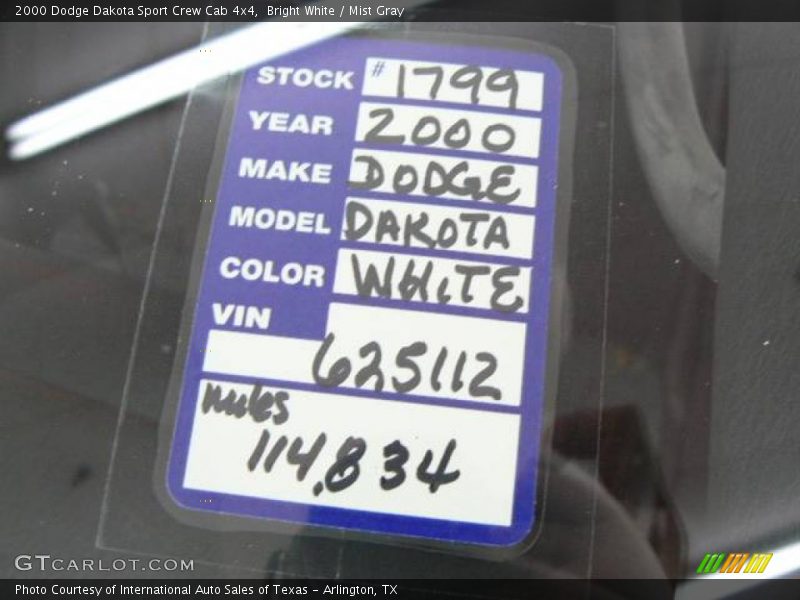 2000 Dodge Dakota Sport Crew Cab 4x4, Bright White / Mist Gray
STOCK # 1799
YEAR 2000
MAKE DODGE
MODEL DAKOTA
COLOR WHITE
VIN
625112
miles
114,834
GTCARLOT.COM
Photo Courtesy of International Auto Sales of Texas - Arlington, TX